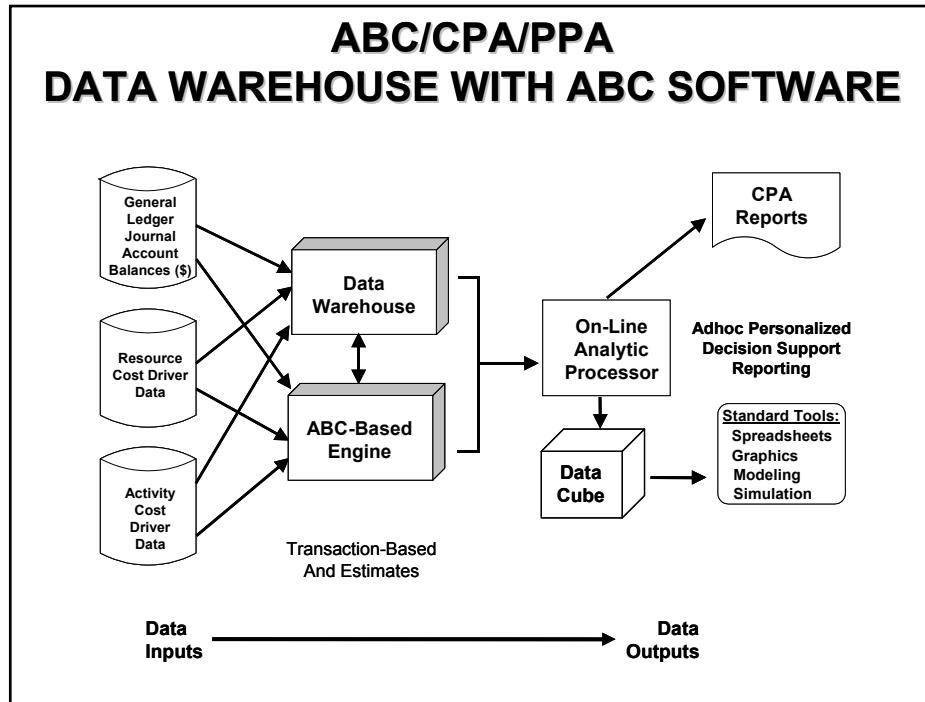 ABC/CPA/PPA
DATA WAREHOUSE WITH ABC SOFTWARE
General
Ledger
Journal
Account
Balances ($)
Resource
Cost Driver
Data
Activity
Cost
Driver
Data
Data
Warehouse
ABC-Based
Engine
Transaction-Based
And Estimates
On-Line
Analytic
Processor
CPA
Reports
Adhoc Personalized
Decision Support
Reporting
Data
Cube
Standard Tools:
Spreadsheets
Graphics
Modeling
Simulation
Data
Inputs
Data
Outputs